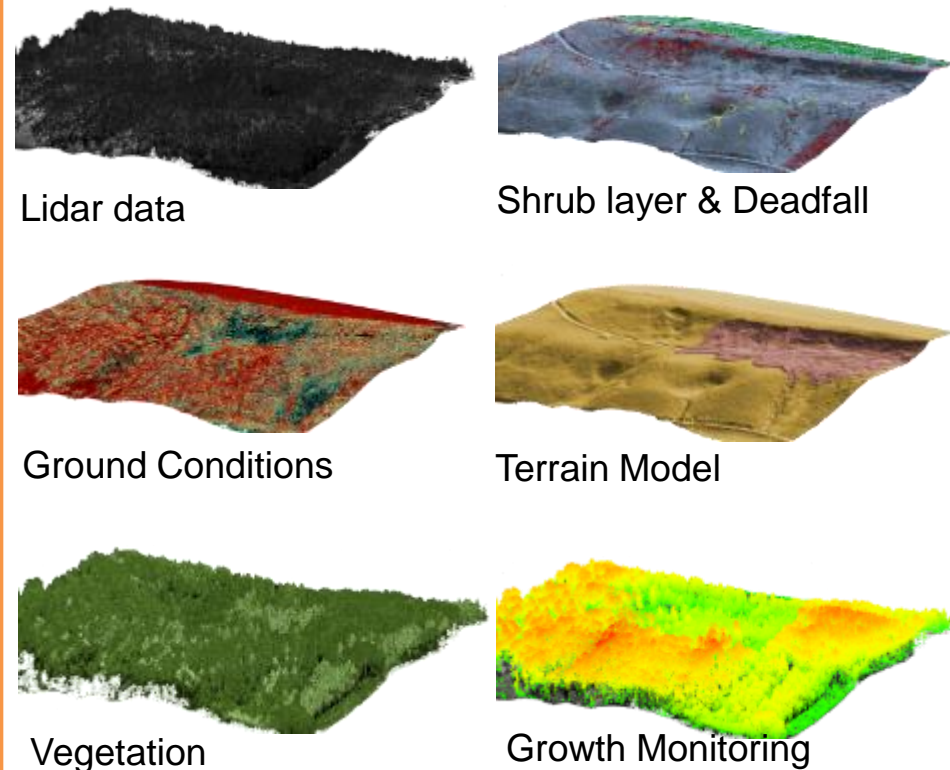 Lidar data
Shrub layer & Deadfall
Ground Conditions
Terrain Model
Vegetation
Growth Monitoring